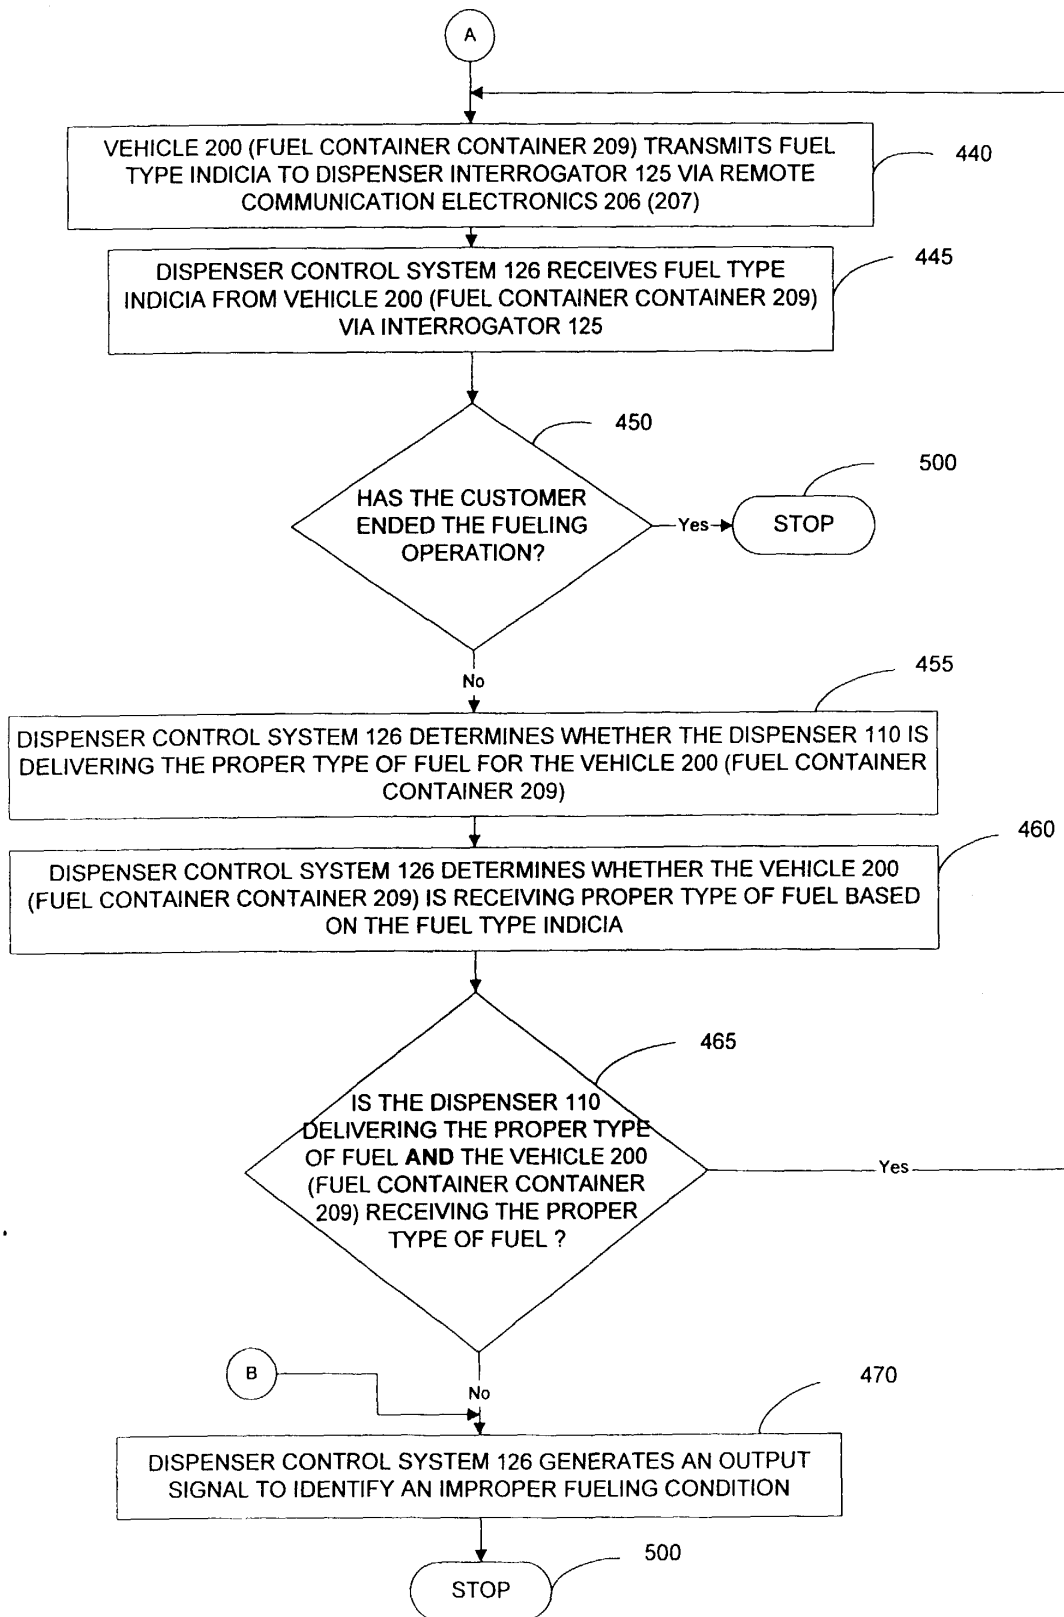 A
VEHICLE 200 (FUEL CONTAINER CONTAINER 209) TRANSMITS FUEL
TYPE INDICIA TO DISPENSER INTERROGATOR 125 VIA REMOTE
COMMUNICATION ELECTRONICS 206 (207)
440
DISPENSER CONTROL SYSTEM 126 RECEIVES FUEL TYPE
INDICIA FROM VEHICLE 200 (FUEL CONTAINER CONTAINER 209)
VIA INTERROGATOR 125
445
450
HAS THE CUSTOMER
ENDED THE FUELING
OPERATION?
Yes
500
STOP
No
455
DISPENSER CONTROL SYSTEM 126 DETERMINES WHETHER THE DISPENSER 110 IS
DELIVERING THE PROPER TYPE OF FUEL FOR THE VEHICLE 200 (FUEL CONTAINER
CONTAINER 209)
460
DISPENSER CONTROL SYSTEM 126 DETERMINES WHETHER THE VEHICLE 200
(FUEL CONTAINER CONTAINER 209) IS RECEIVING PROPER TYPE OF FUEL BASED
ON THE FUEL TYPE INDICIA
465
IS THE DISPENSER 110
DELIVERING THE PROPER TYPE
OF FUEL AND THE VEHICLE 200
(FUEL CONTAINER CONTAINER
209) RECEIVING THE PROPER
TYPE OF FUEL ?
Yes
B
No
470
DISPENSER CONTROL SYSTEM 126 GENERATES AN OUTPUT
SIGNAL TO IDENTIFY AN IMPROPER FUELING CONDITION
500
STOP